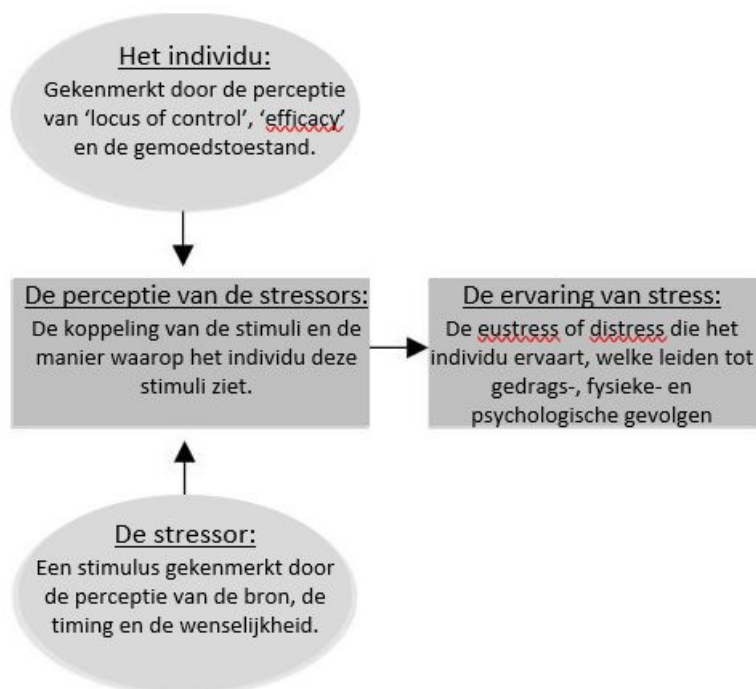 Het individu:
Gekenmerkt door de perceptie
van ‘locus of control’, ‘efficacy’
en de gemoedstoestand.
De perceptie van de stressors:
De koppeling van de stimuli en de
manier waarop het individu deze
stimuli ziet.
De ervaring van stress:
De eustress of distress die het
individu ervaart, welke leiden tot
gedrags-, fysieke- en
psychologische gevolgen
De stressor:
Een stimulus gekenmerkt door
de perceptie van de bron, de
timing en de wenselijkheid.